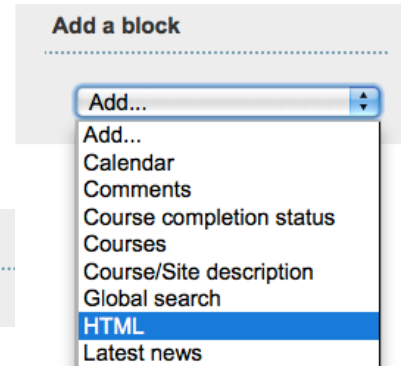 Add a block
Add...
Add...
Calendar
Comments
Course completion status
Courses
Course/Site description
Global search
HTML
Latest news